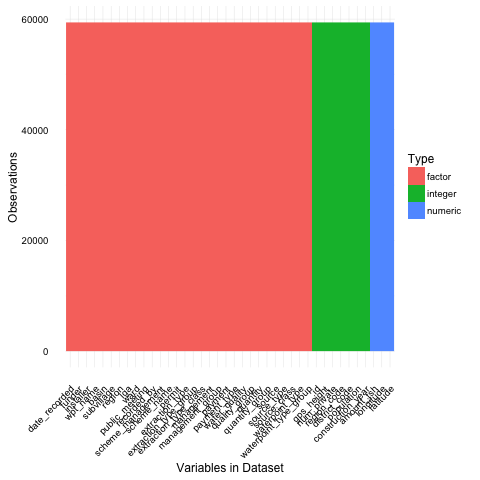 60000
40000
20000
0
Observations
Type
factor
integer
numeric
date_recorded
funder
installer
wpt_name
basin
subvillage
region
lga
ward
public_meeting
recorded_by
scheme_management
scheme_name
permit
extraction_type
extraction_type_group
extraction_type_class
management
management_group
payment
payment_type
water_quality
quality_group
quantity
quantity_group
source
source_type
source_class
waterpoint_type
waterpoint_type_group
id
gps_height
num_private
region_code
district_code
population
construction_year
amount_tsh
longitude
latitude
Variables in Dataset